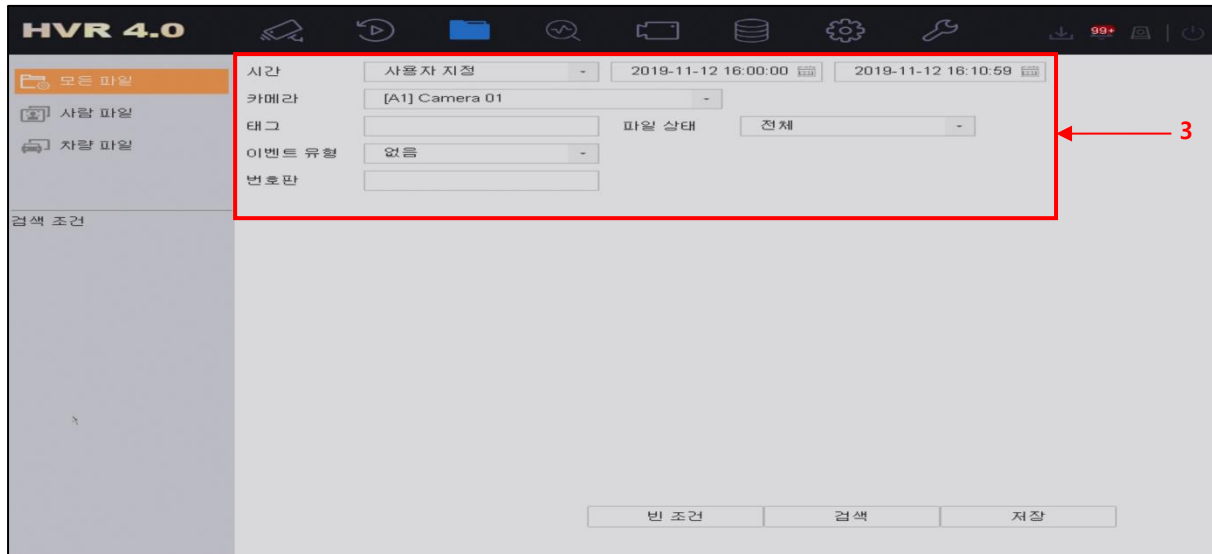 HVR 4.0
99+
모든 파일
사람 파일
차량 파일
검색 조건
시간 사용자 지정 2019-11-12 16:00:00 2019-11-12 16:10:59
카메라 [A1] Camera 01
태그 파일 상태 전체
이벤트 유형 없음
번호판
3
빈 조건 검색 저장